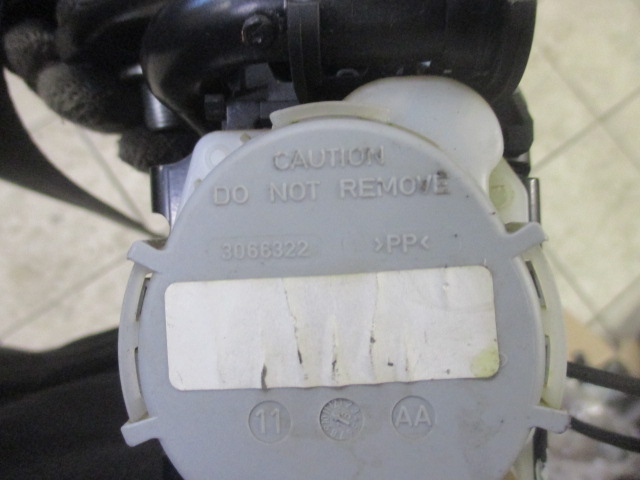 CAUTION
DO NOT REMOVE
3066322 >PP<
11 AA